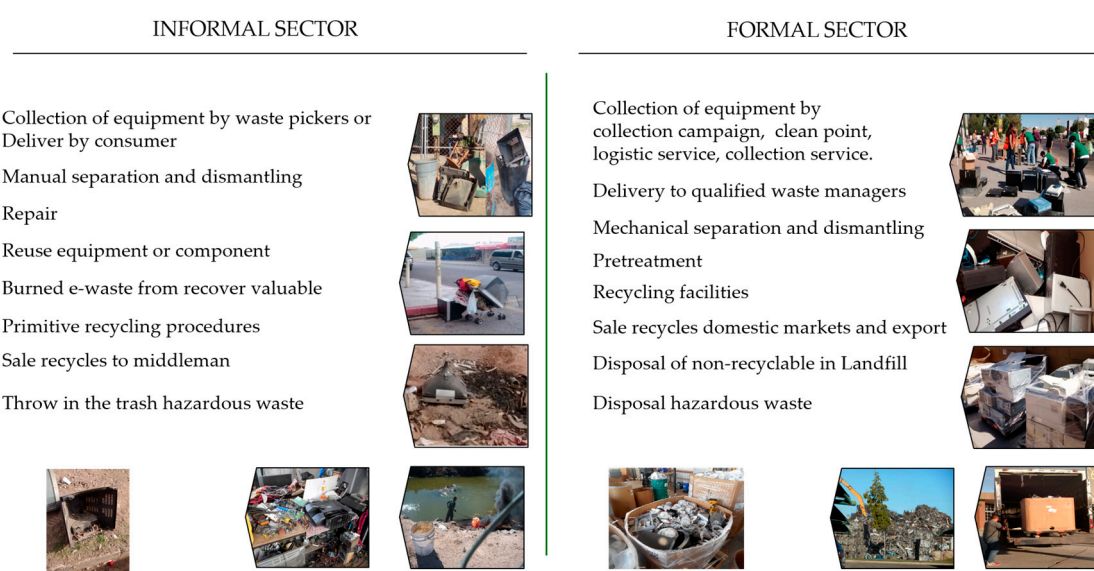 INFORMAL SECTOR
Collection of equipment by waste pickers or
Deliver by consumer
Manual separation and dismantling
Repair
Reuse equipment or component
Burned e-waste from recover valuable
Primitive recycling procedures
Sale recycles to middleman
Throw in the trash hazardous waste
FORMAL SECTOR
Collection of equipment by
collection campaign, clean point,
logistic service, collection service.
Delivery to qualified waste managers
Mechanical separation and dismantling
Pretreatment
Recycling facilities
Sale recycles domestic markets and export
Disposal of non-recyclable in Landfill
Disposal hazardous waste